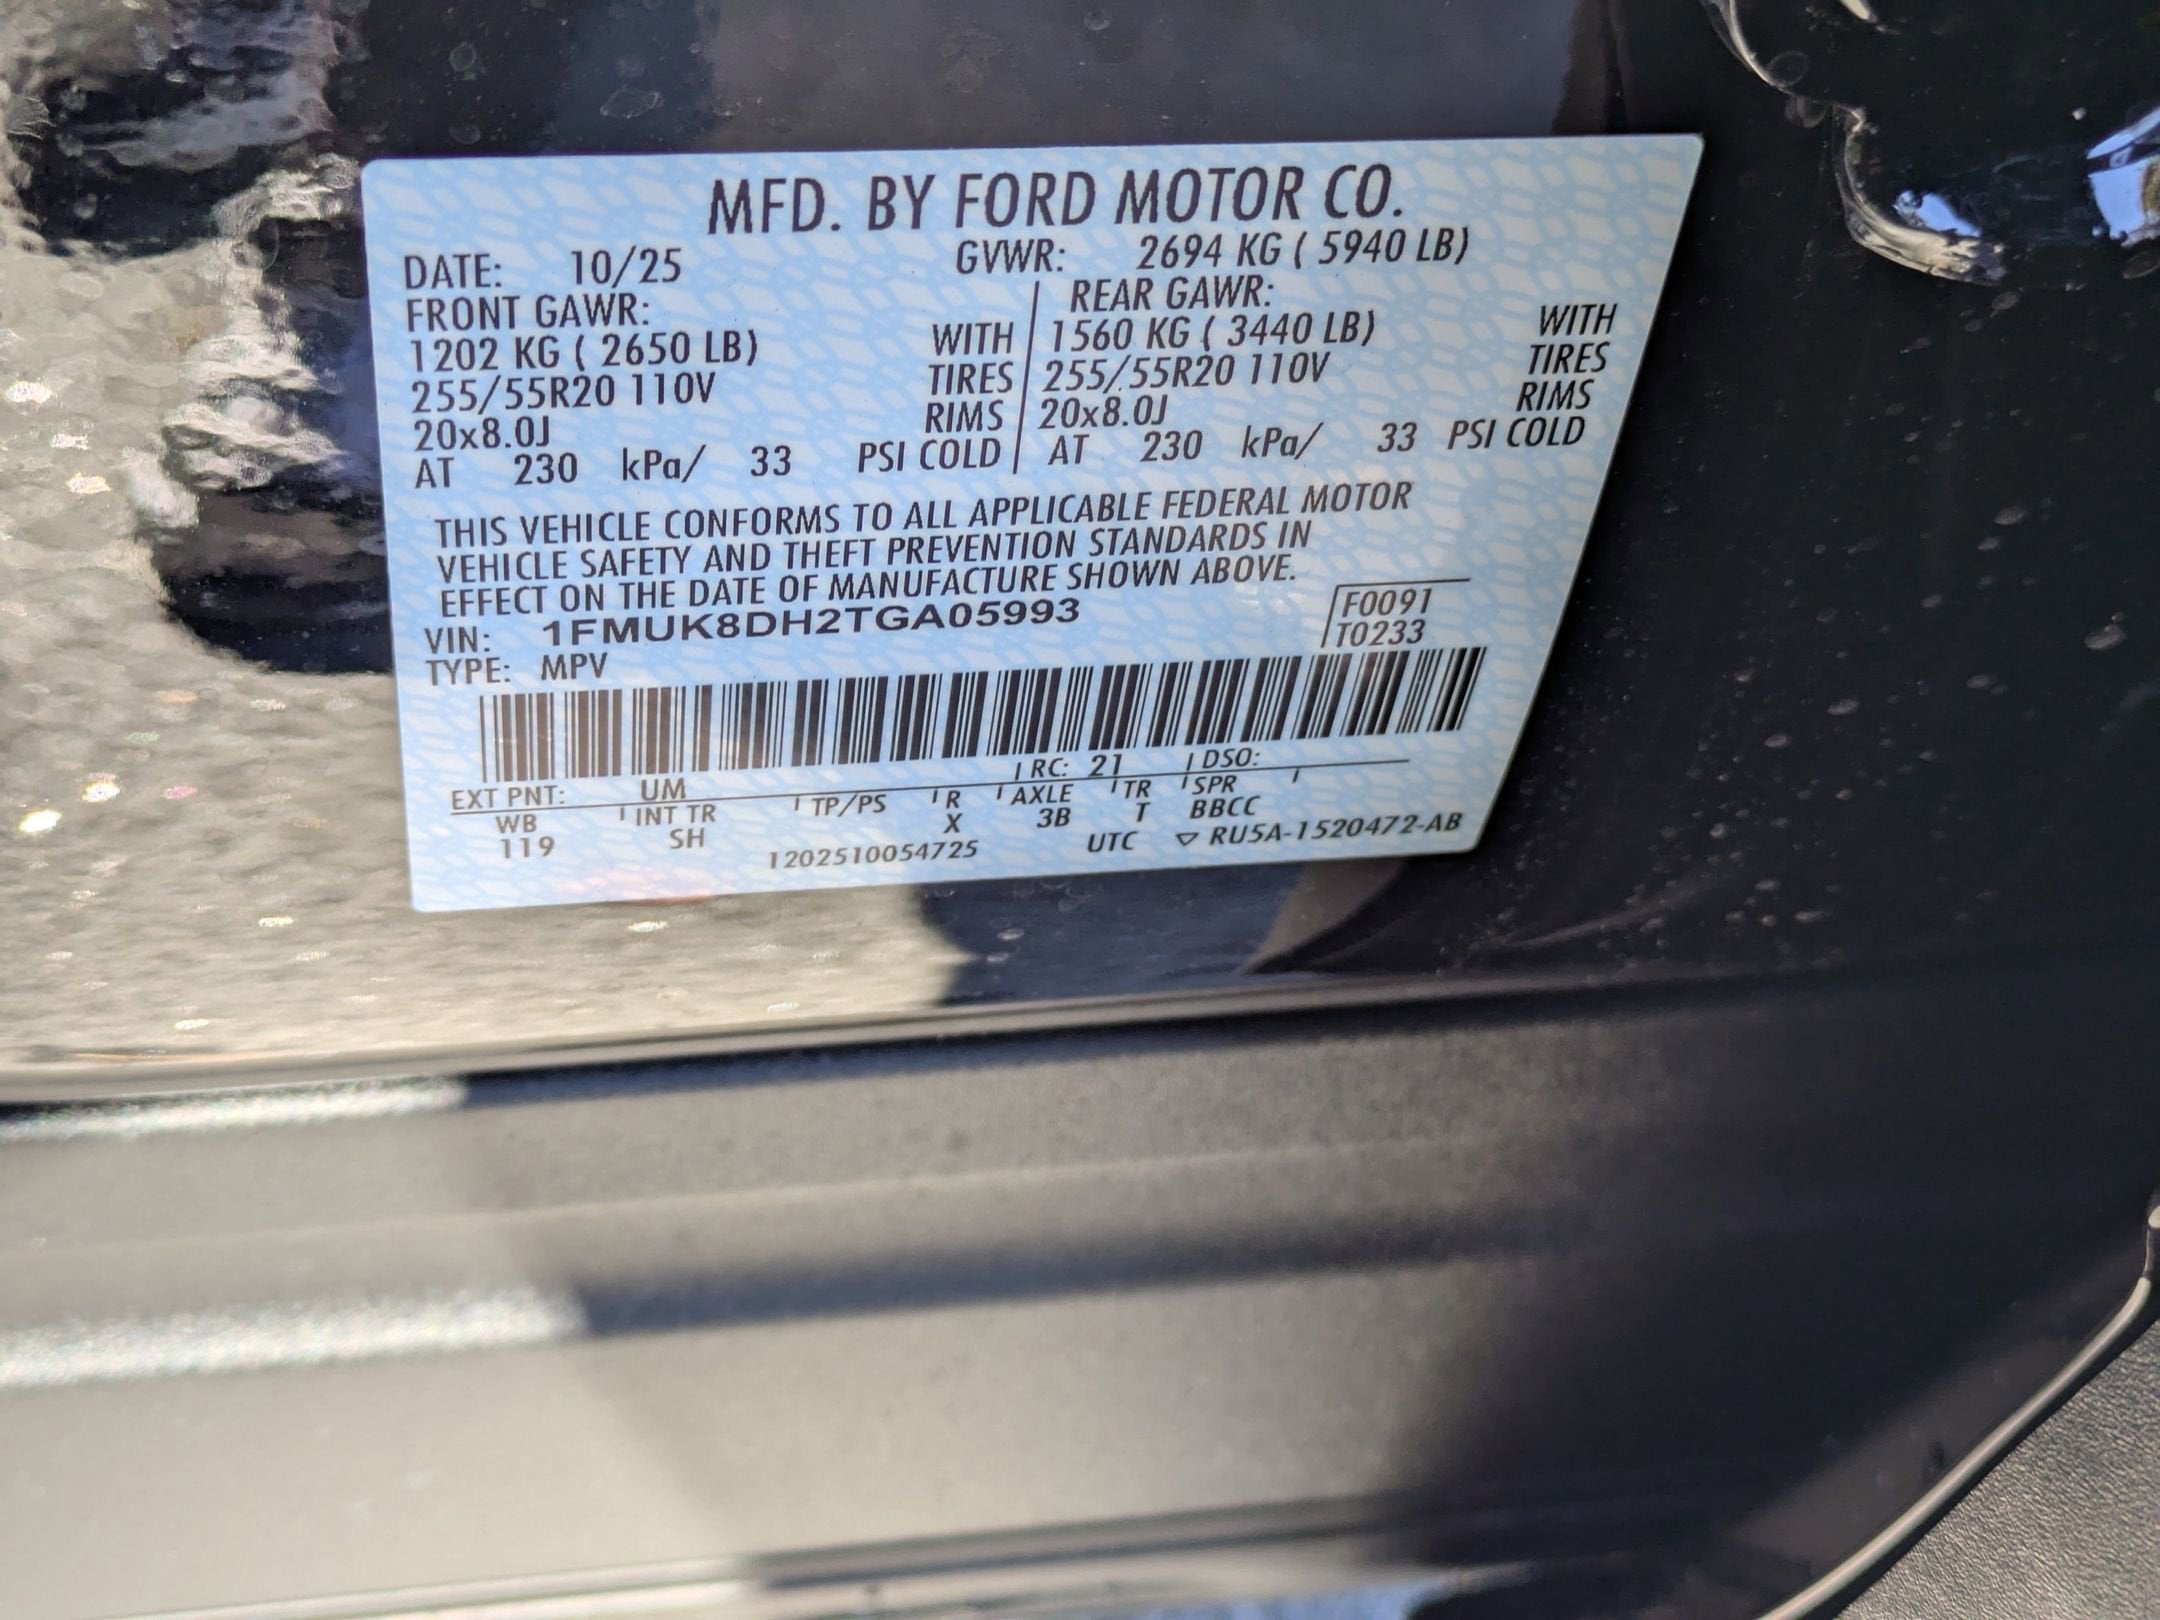 MFD. BY FORD MOTOR CO.
DATE: 10/25 GVWR: 2694 KG ( 5940 LB)
FRONT GAWR: REAR GAWR:
1202 KG ( 2650 LB) WITH 1560 KG ( 3440 LB) WITH
255/55R20 110V TIRES 255/55R20 110V TIRES
20x8.0J RIMS 20x8.0J RIMS
AT 230 kPa/ 33 PSI COLD AT 230 kPa/ 33 PSI COLD
THIS VEHICLE CONFORMS TO ALL APPLICABLE FEDERAL MOTOR
VEHICLE SAFETY AND THEFT PREVENTION STANDARDS IN
EFFECT ON THE DATE OF MANUFACTURE SHOWN ABOVE.
VIN: 1FMUK8DH2TGA05993 F0091
TYPE: MPV T0233
EXT PNT: UM RC: 21 DSO:
WB INT TR TP/PS R AXLE TR SPR
119 SH X 3B T BBCC
1202510054725 UTC ▽ RU5A-1520472-AB